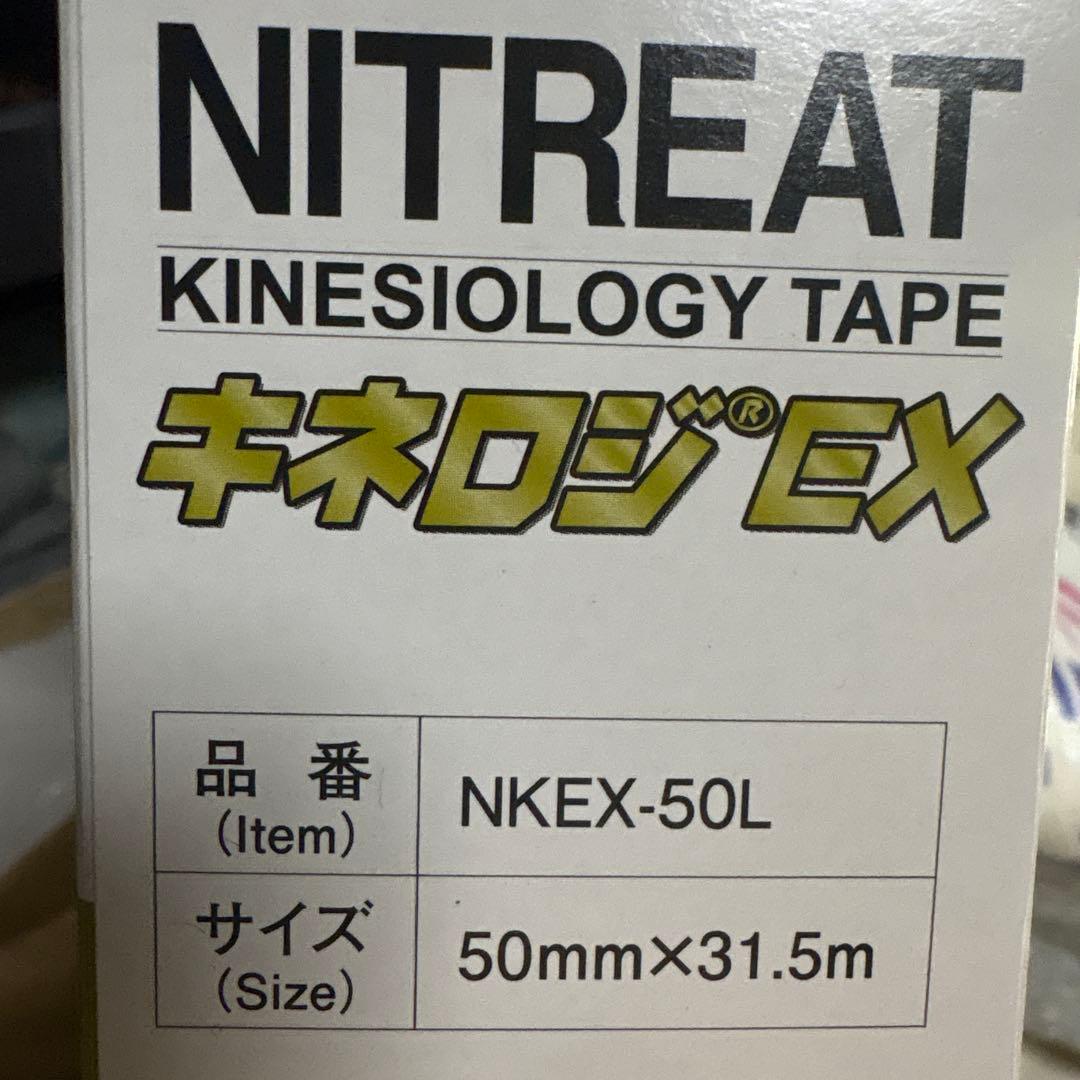 NITREAT
KINESIOLOGY TAPE
キネロジ®EX
品 番 NKEX-50L
(Item)
サイズ 50mm×31.5m
(Size)